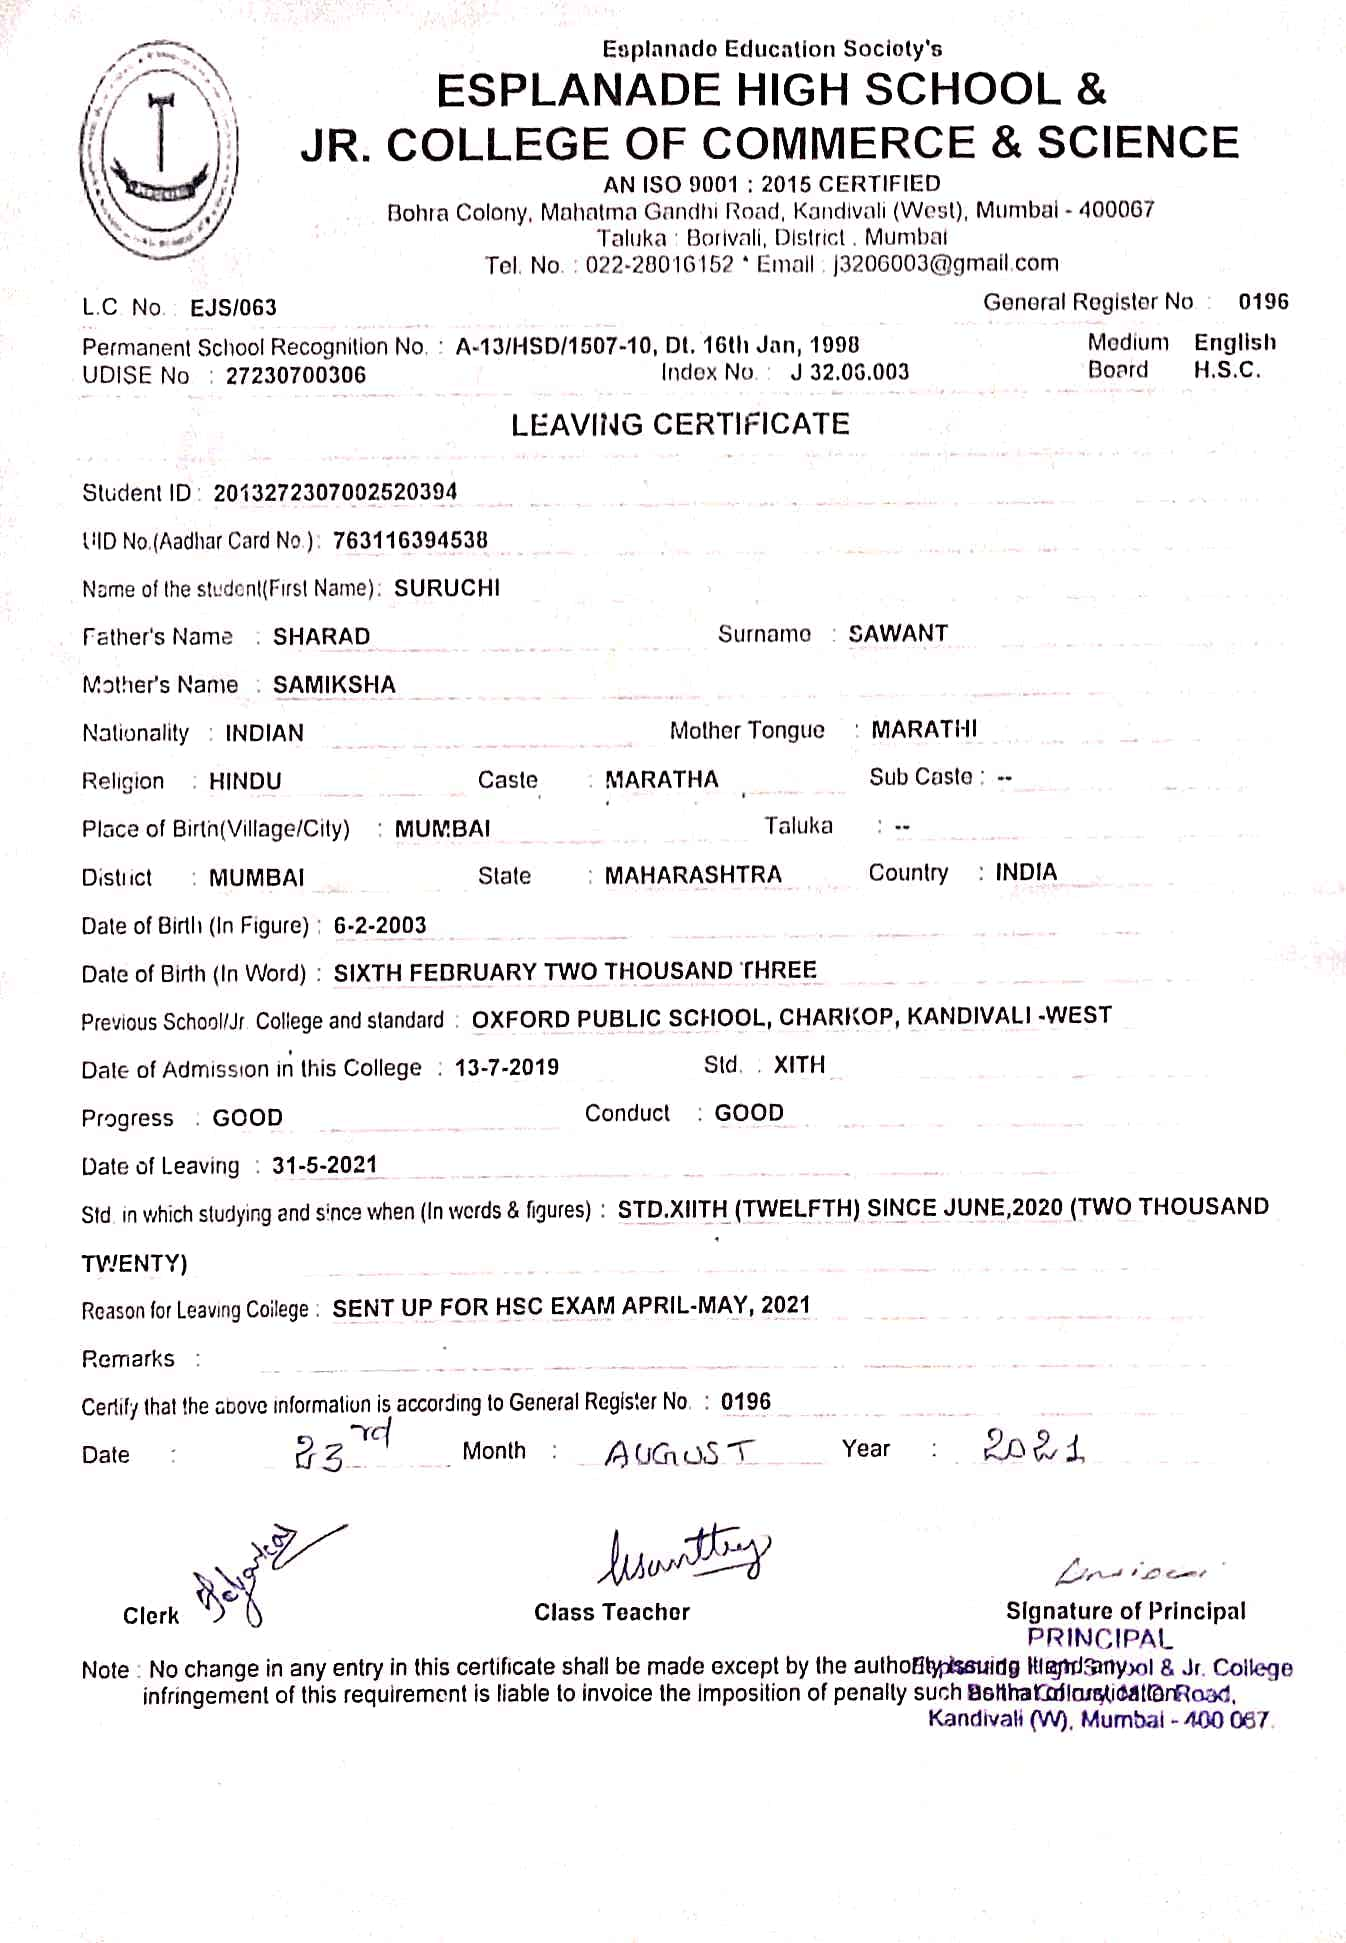 Esplanade Education Society's
ESPLANADE HIGH SCHOOL &
JR. COLLEGE OF COMMERCE & SCIENCE
AN ISO 9001 : 2015 CERTIFIED
Bohra Colony, Mahatma Gandhi Road, Kandivali (West), Mumbai - 400067
Taluka : Borivali, District . Mumbai
Tel. No. : 022-28016152 * Email : j3206003@gmail.com
L.C. No. : EJS/063 General Register No : 0196
Permanent School Recognition No. : A-13/HSD/1507-10, Dt. 16th Jan, 1998 Medium English
UDISE No : 27230700306 Index No. : J 32.06.003 Board H.S.C.
LEAVING CERTIFICATE
Student ID : 2013272307002520394
UID No.(Aadhar Card No.) : 763116394538
Name of the student(First Name) : SURUCHI
Father's Name : SHARAD Surname : SAWANT
Mother's Name : SAMIKSHA
Nationality : INDIAN Mother Tongue : MARATHI
Religion : HINDU Caste : MARATHA Sub Caste : --
Place of Birth(Village/City) : MUMBAI Taluka : --
District : MUMBAI State : MAHARASHTRA Country : INDIA
Date of Birth (In Figure) : 6-2-2003
Date of Birth (In Word) : SIXTH FEBRUARY TWO THOUSAND THREE
Previous School/Jr. College and standard : OXFORD PUBLIC SCHOOL, CHARKOP, KANDIVALI -WEST
Date of Admission in this College : 13-7-2019 Std. : XITH
Progress : GOOD Conduct : GOOD
Date of Leaving : 31-5-2021
Std. in which studying and since when (In words & figures) : STD.XIITH (TWELFTH) SINCE JUNE,2020 (TWO THOUSAND
TWENTY)
Reason for Leaving College : SENT UP FOR HSC EXAM APRIL-MAY, 2021
Remarks :
Certify that the above information is according to General Register No. : 0196
Date : 23rd Month : AUGUST Year : 2021
Clerk Class Teacher Signature of Principal
PRINCIPAL
Note : No change in any entry in this certificate shall be made except by the authority issuing it and any & Jr. College
infringement of this requirement is liable to invoice the imposition of penalty such as that of Road,
Kandivali (W), Mumbai - 400 067.